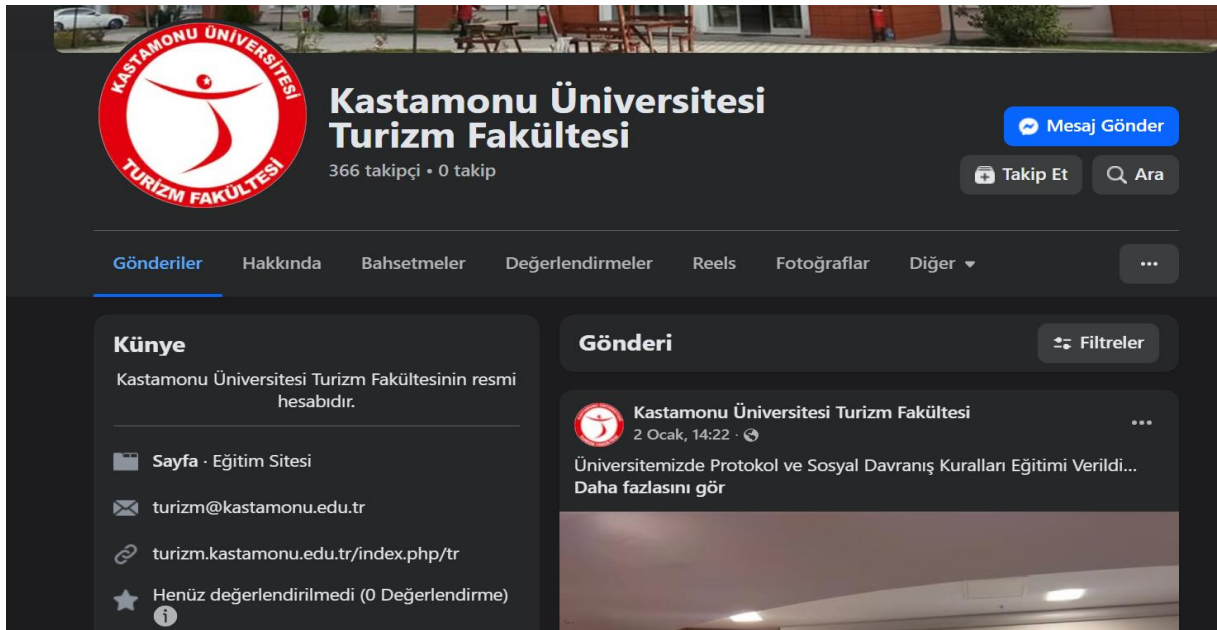 KASTAMONU ÜNİVERSİTESİ
TURİZM FAKÜLTESİ
Kastamonu Üniversitesi
Turizm Fakültesi
366 takipçi • 0 takip
Mesaj Gönder
Takip Et
Ara
Gönderiler
Hakkında
Bahsetmeler
Değerlendirmeler
Reels
Fotoğraflar
Diğer
Künye
Kastamonu Üniversitesi Turizm Fakültesinin resmi
hesabıdır.
Sayfa · Eğitim Sitesi
turizm@kastamonu.edu.tr
turizm.kastamonu.edu.tr/index.php/tr
Henüz değerlendirilmedi (0 Değerlendirme)
Gönderi
Filtreler
Kastamonu Üniversitesi Turizm Fakültesi
2 Ocak, 14:22 ·
Üniversitemizde Protokol ve Sosyal Davranış Kuralları Eğitimi Verildi...
Daha fazlasını gör